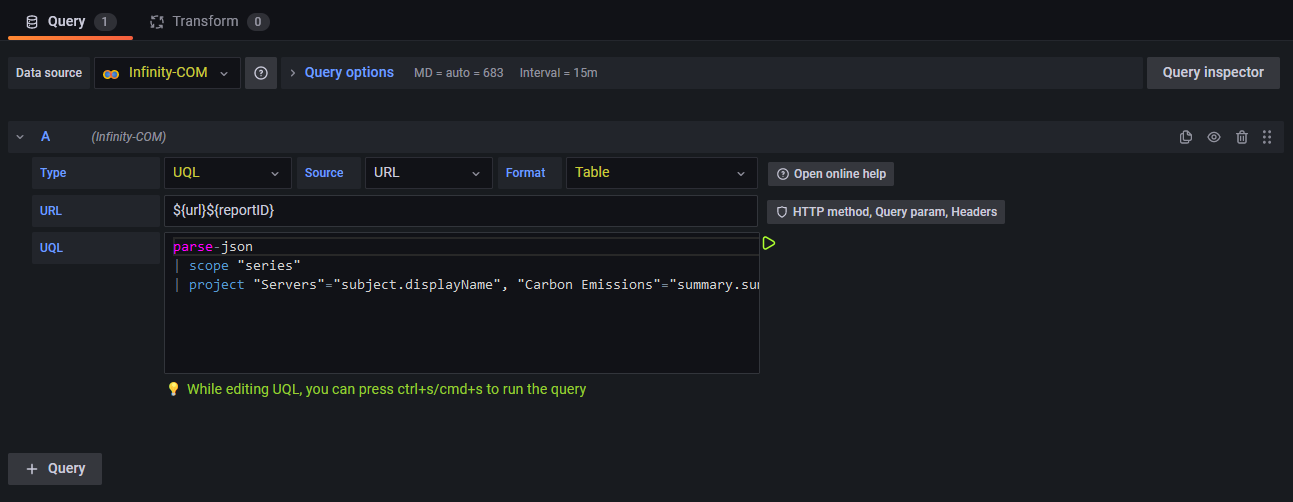 Query 1 Transform 0
Data source Infinity-COM Query options MD = auto = 683 Interval = 15m Query inspector
A (Infinity-COM)
Type UQL Source URL Format Table Open online help
URL ${url}${reportID} HTTP method, Query param, Headers
UQL parse-json
| scope "series"
| project "Servers"="subject.displayName", "Carbon Emissions"="summary.
While editing UQL, you can press ctrl+s/cmd+s to run the query
+ Query